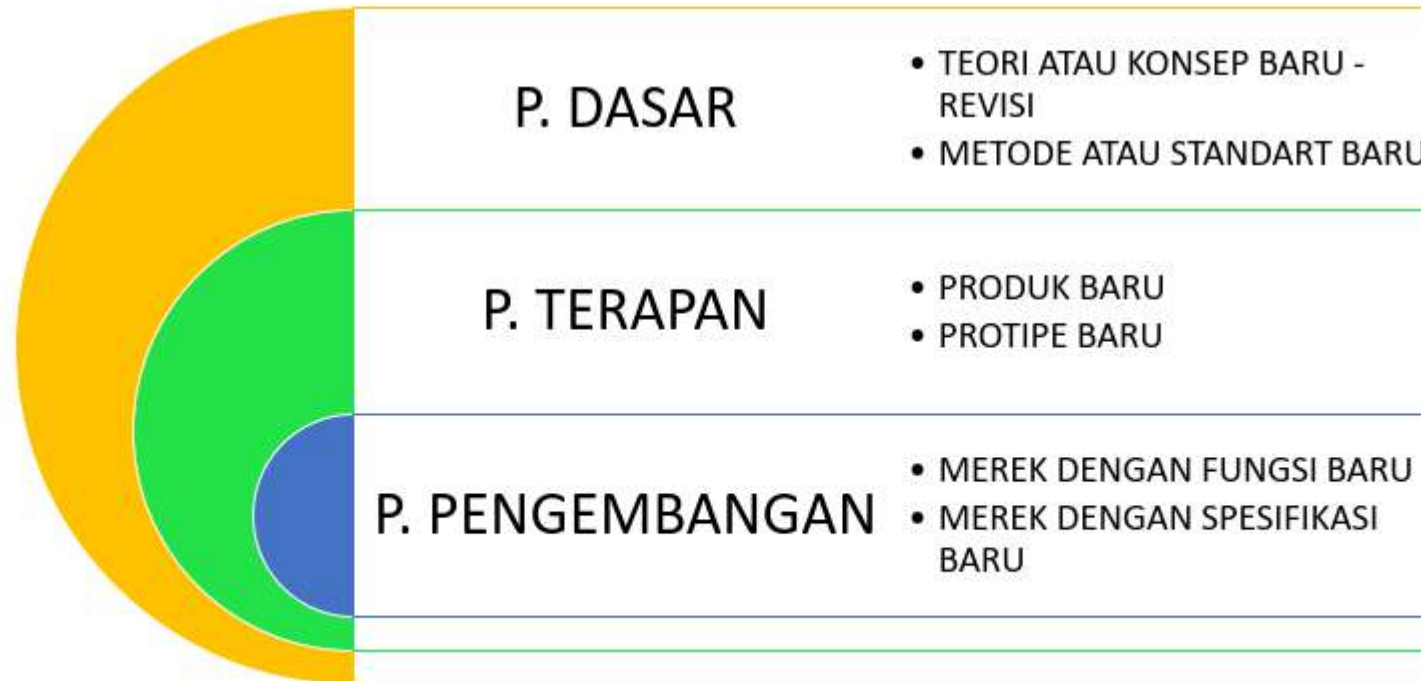 P. DASAR
• TEORI ATAU KONSEP BARU -
REVISI
• METODE ATAU STANDART BARU
P. TERAPAN
• PRODUK BARU
• PROTIPE BARU
P. PENGEMBANGAN
• MEREK DENGAN FUNGSI BARU
• MEREK DENGAN SPESIFIKASI
BARU